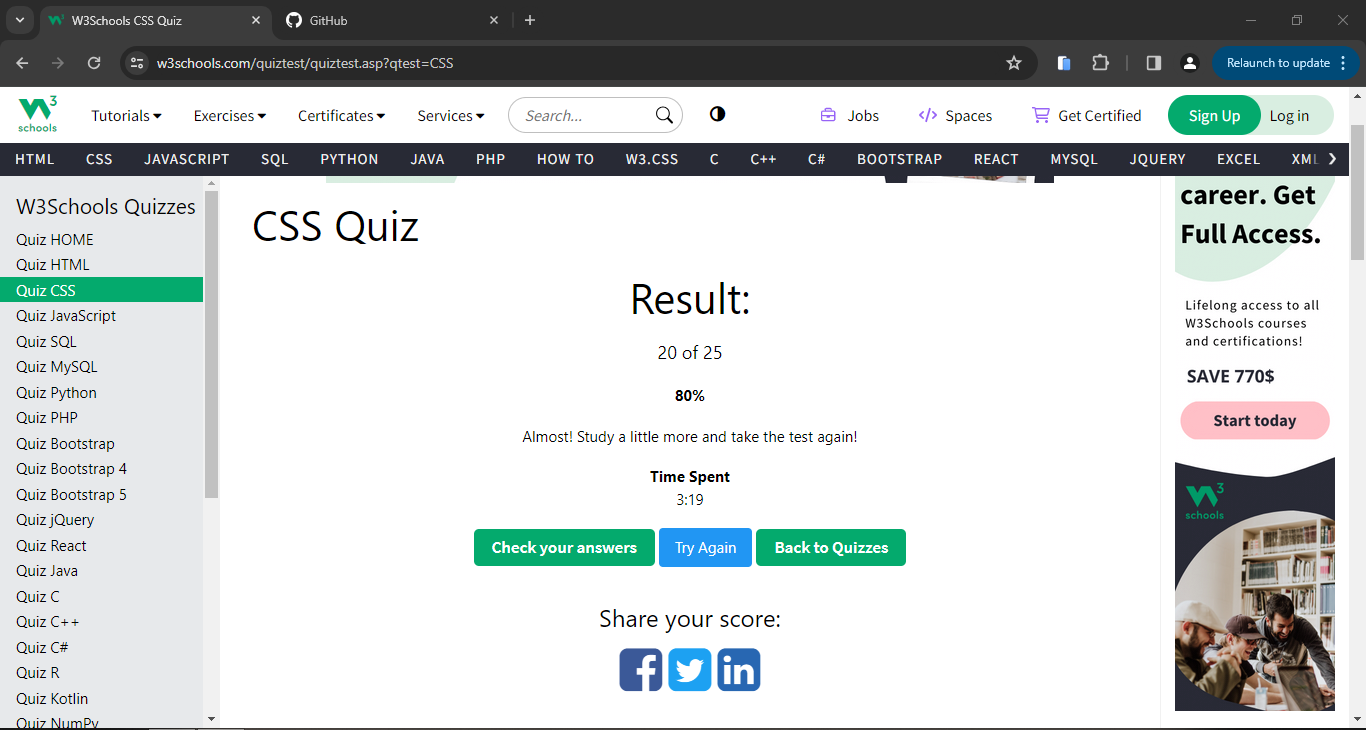 W3Schools CSS Quiz
GitHub
w3schools.com/quiztest/quiztest.asp?qtest=CSS
Relaunch to update
W3
schools
Tutorials
Exercises
Certificates
Services
Search...
Jobs
Spaces
Get Certified
Sign Up
Log in
HTML CSS JAVASCRIPT SQL PYTHON JAVA PHP HOW TO W3.CSS C C++ C# BOOTSTRAP REACT MYSQL JQUERY EXCEL XML
W3Schools Quizzes
Quiz HOME
Quiz HTML
Quiz CSS
Quiz JavaScript
Quiz SQL
Quiz MySQL
Quiz Python
Quiz PHP
Quiz Bootstrap
Quiz Bootstrap 4
Quiz Bootstrap 5
Quiz jQuery
Quiz React
Quiz Java
Quiz C
Quiz C++
Quiz C#
Quiz R
Quiz Kotlin
Quiz NumPy
CSS Quiz
Result:
20 of 25
80%
Almost! Study a little more and take the test again!
Time Spent
3:19
Check your answers
Try Again
Back to Quizzes
Share your score:
career. Get
Full Access.
Lifelong access to all
W3Schools courses
and certifications!
SAVE 770$
Start today
W3
schools